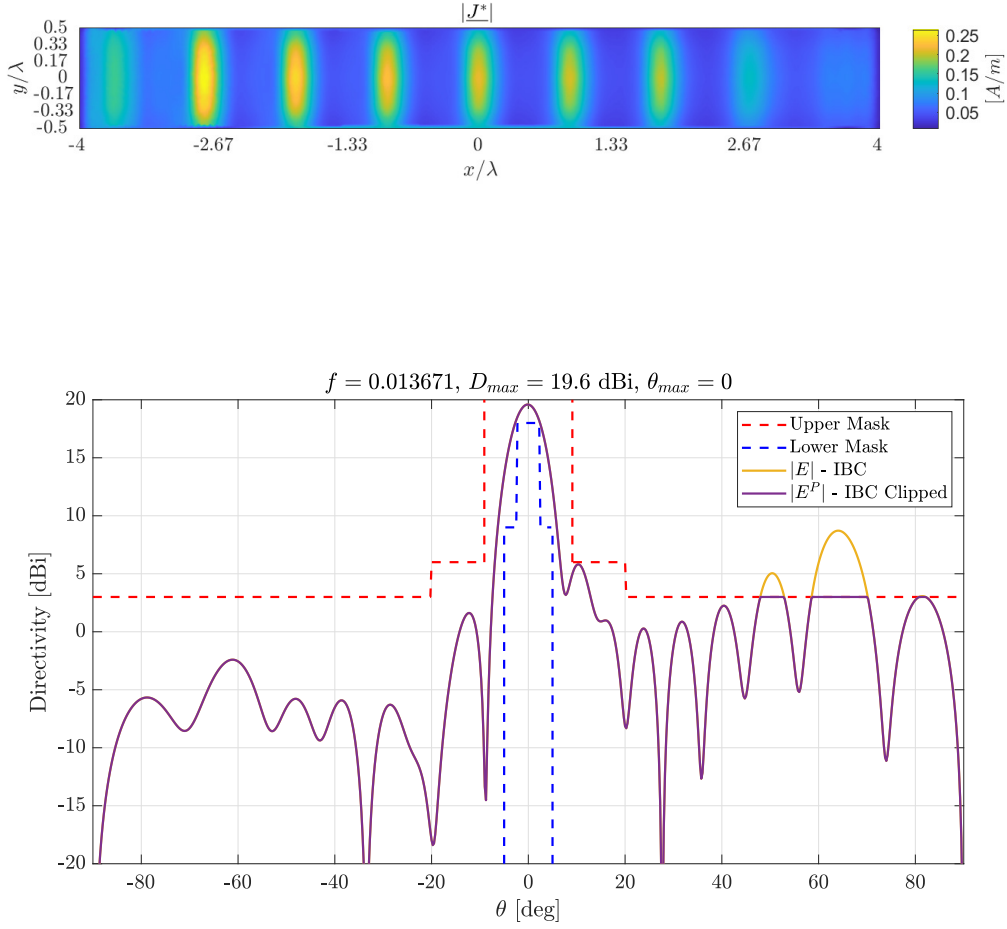 |J*|
0.5
0.33
0.17
0
-0.17
-0.33
-0.5
y/λ
-4 -2.67 -1.33 0 1.33 2.67 4
x/λ
0.25
0.2
0.15
0.1
0.05
[A/m]
f = 0.013671, D_max = 19.6 dBi, θ_max = 0
20
15
10
5
0
-5
-10
-15
-20
Directivity [dBi]
Upper Mask
Lower Mask
|E| - IBC
|E^P| - IBC Clipped
-80 -60 -40 -20 0 20 40 60 80
θ [deg]